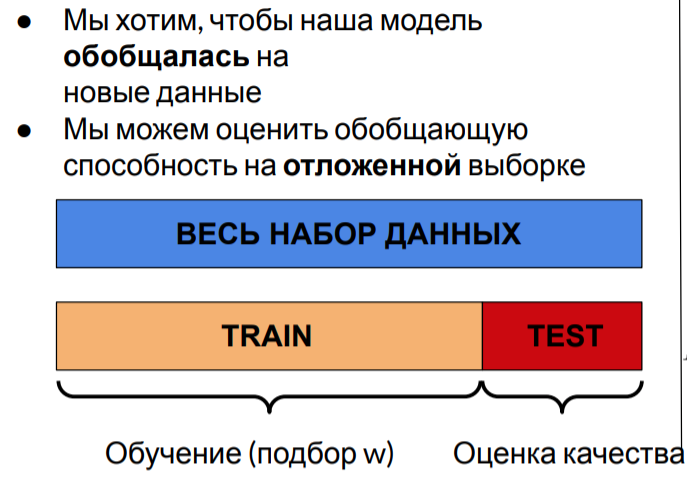 ● Мы хотим, чтобы наша модель
обобщалась на
новые данные
● Мы можем оценить обобщающую
способность на отложенной выборке
ВЕСЬ НАБОР ДАННЫХ
TRAIN TEST
Обучение (подбор w) Оценка качества